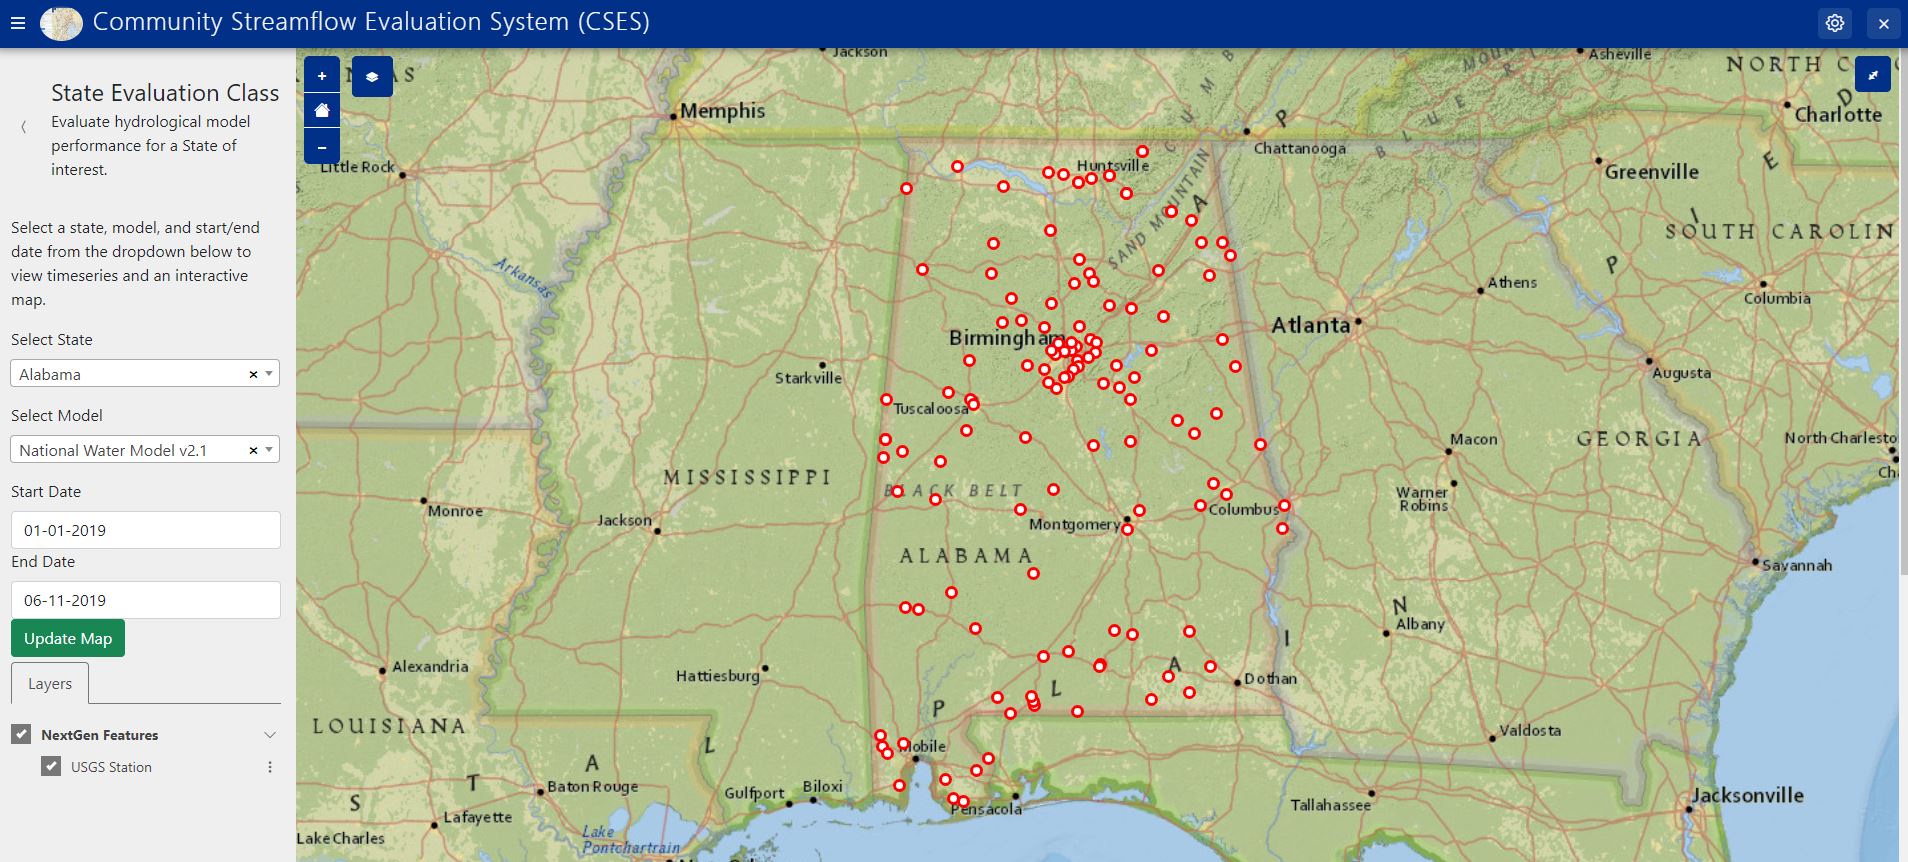 Community Streamflow Evaluation System (CSES)
State Evaluation Class
Evaluate hydrological model
performance for a State of
interest.
Select a state, model, and start/end
date from the dropdown below to
view timeseries and an interactive
map.
Select State
Alabama
Select Model
National Water Model v2.1
Start Date
01-01-2019
End Date
06-11-2019
Update Map
Layers
NextGen Features
USGS Station
Jackson
Asheville
NORTH C
Memphis
Charlotte
Chattanooga
Little Rock
Huntsville
Greenville
SAND MOUNTAIN
SOUTH CAROLIN
Arkansas
Athens
Columbia
Atlanta
Birmingham
Starkville
Augusta
Tuscaloosa
Macon
GEORGIA
North Charlesto
MISSISSIPPI
BLACK BELT
Warner
Robins
Monroe
Jackson
Montgomery
Columbus
ALABAMA
Savannah
Albany
Alexandria
Hattiesburg
Dothan
LOUISIANA
Valdosta
Mobile
Baton Rouge
Gulfport
Biloxi
Pensacola
Tallahassee
Jacksonville
Lafayette
Lake Charles
Lake
Pontchartrain